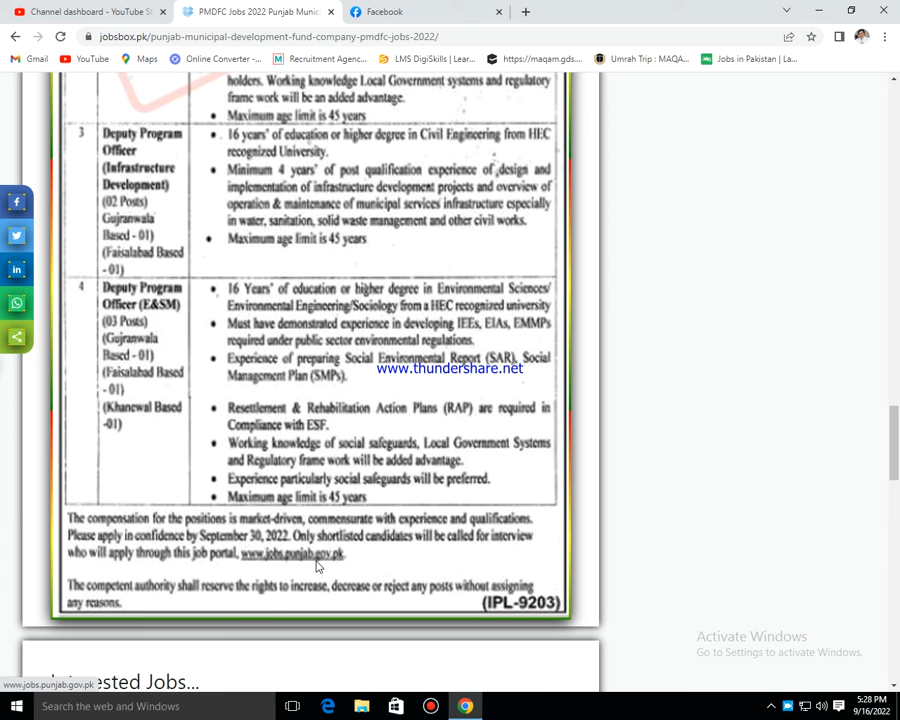 Channel dashboard - YouTube St
PMDFC Jobs 2022 Punjab Munic
Facebook
jobsbox.pk/punjab-municipal-development-fund-company-pmdfc-jobs-2022/
Gmail
YouTube
Maps
Online Converter -...
Recruitment Agenc...
LMS DigiSkills | Lear...
https://maqam.gds....
Umrah Trip : MAQA...
Jobs in Pakistan | La...
holders. Working knowledge Local Government systems and regulatory
frame work will be an added advantage.
• Maximum age limit is 45 years
3
Deputy Program
Officer
(Infrastructure
Development)
(02 Posts)
Gujranwala
Based - 01)
(Faisalabad Based
-01)
• 16 years' of education or higher degree in Civil Engineering from HEC
recognized University.
• Minimum 4 years' of post qualification experience of design and
implementation of infrastructure development projects and overview of
operation & maintenance of municipal services infrastructure especially
in water, sanitation, solid waste management and other civil works.
• Maximum age limit is 45 years
4
Deputy Program
Officer (E&SM)
(03 Posts)
(Gujranwala
Based -01)
(Faisalabad Based
-01)
(Khanewal Based
-01)
• 16 Years' of education or higher degree in Environmental Sciences/
Environmental Engineering/Sociology from a HEC recognized university
• Must have demonstrated experience in developing IEEs, EIAs, EMMPs
required under public sector environmental regulations.
• Experience of preparing Social Environmental Report (SAR), Social
Management Plan (SMPs).
www.thundershare.net
• Resettlement & Rehabilitation Action Plans (RAP) are required in
Compliance with ESF.
• Working knowledge of social safeguards, Local Government Systems
and Regulatory frame work will be added advantage.
• Experience particularly social safeguards will be preferred.
• Maximum age limit is 45 years
The compensation for the positions is market-driven, commensurate with experience and qualifications.
Please apply in confidence by September 30, 2022. Only shortlisted candidates will be called for interview
who will apply through this job portal, www.jobs.punjab.gov.pk.
The competent authority shall reserve the rights to increase, decrease or reject any posts without assigning
any reasons.
(IPL-9203)
Activate Windows
Go to Settings to activate Windows.
ested Jobs...
www.jobs.punjab.gov.pk
Search the web and Windows
5:28 PM
9/16/2022